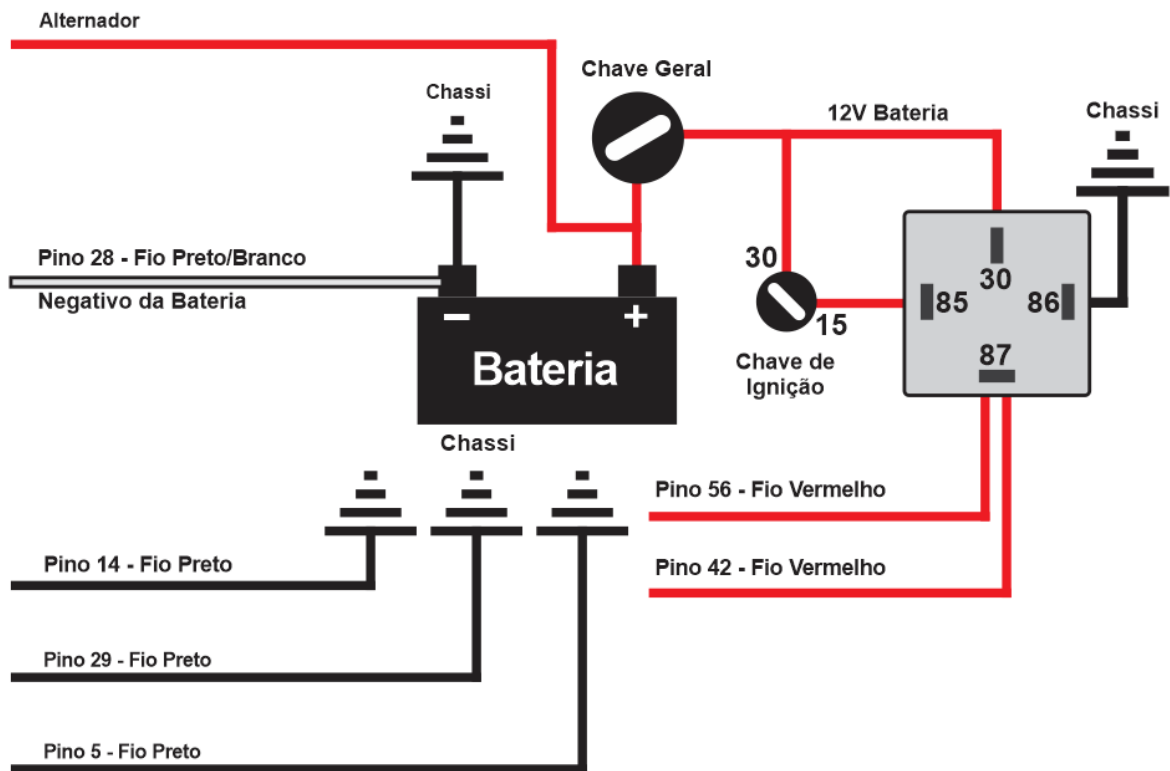 Alternador
Chave Geral
Chassi
12V Bateria
Chassi
Pino 28 - Fio Preto/Branco
Negativo da Bateria
30
15
Chave de
Ignição
30
85
86
87
Bateria
Chassi
Pino 56 - Fio Vermelho
Pino 42 - Fio Vermelho
Pino 14 - Fio Preto
Pino 29 - Fio Preto
Pino 5 - Fio Preto